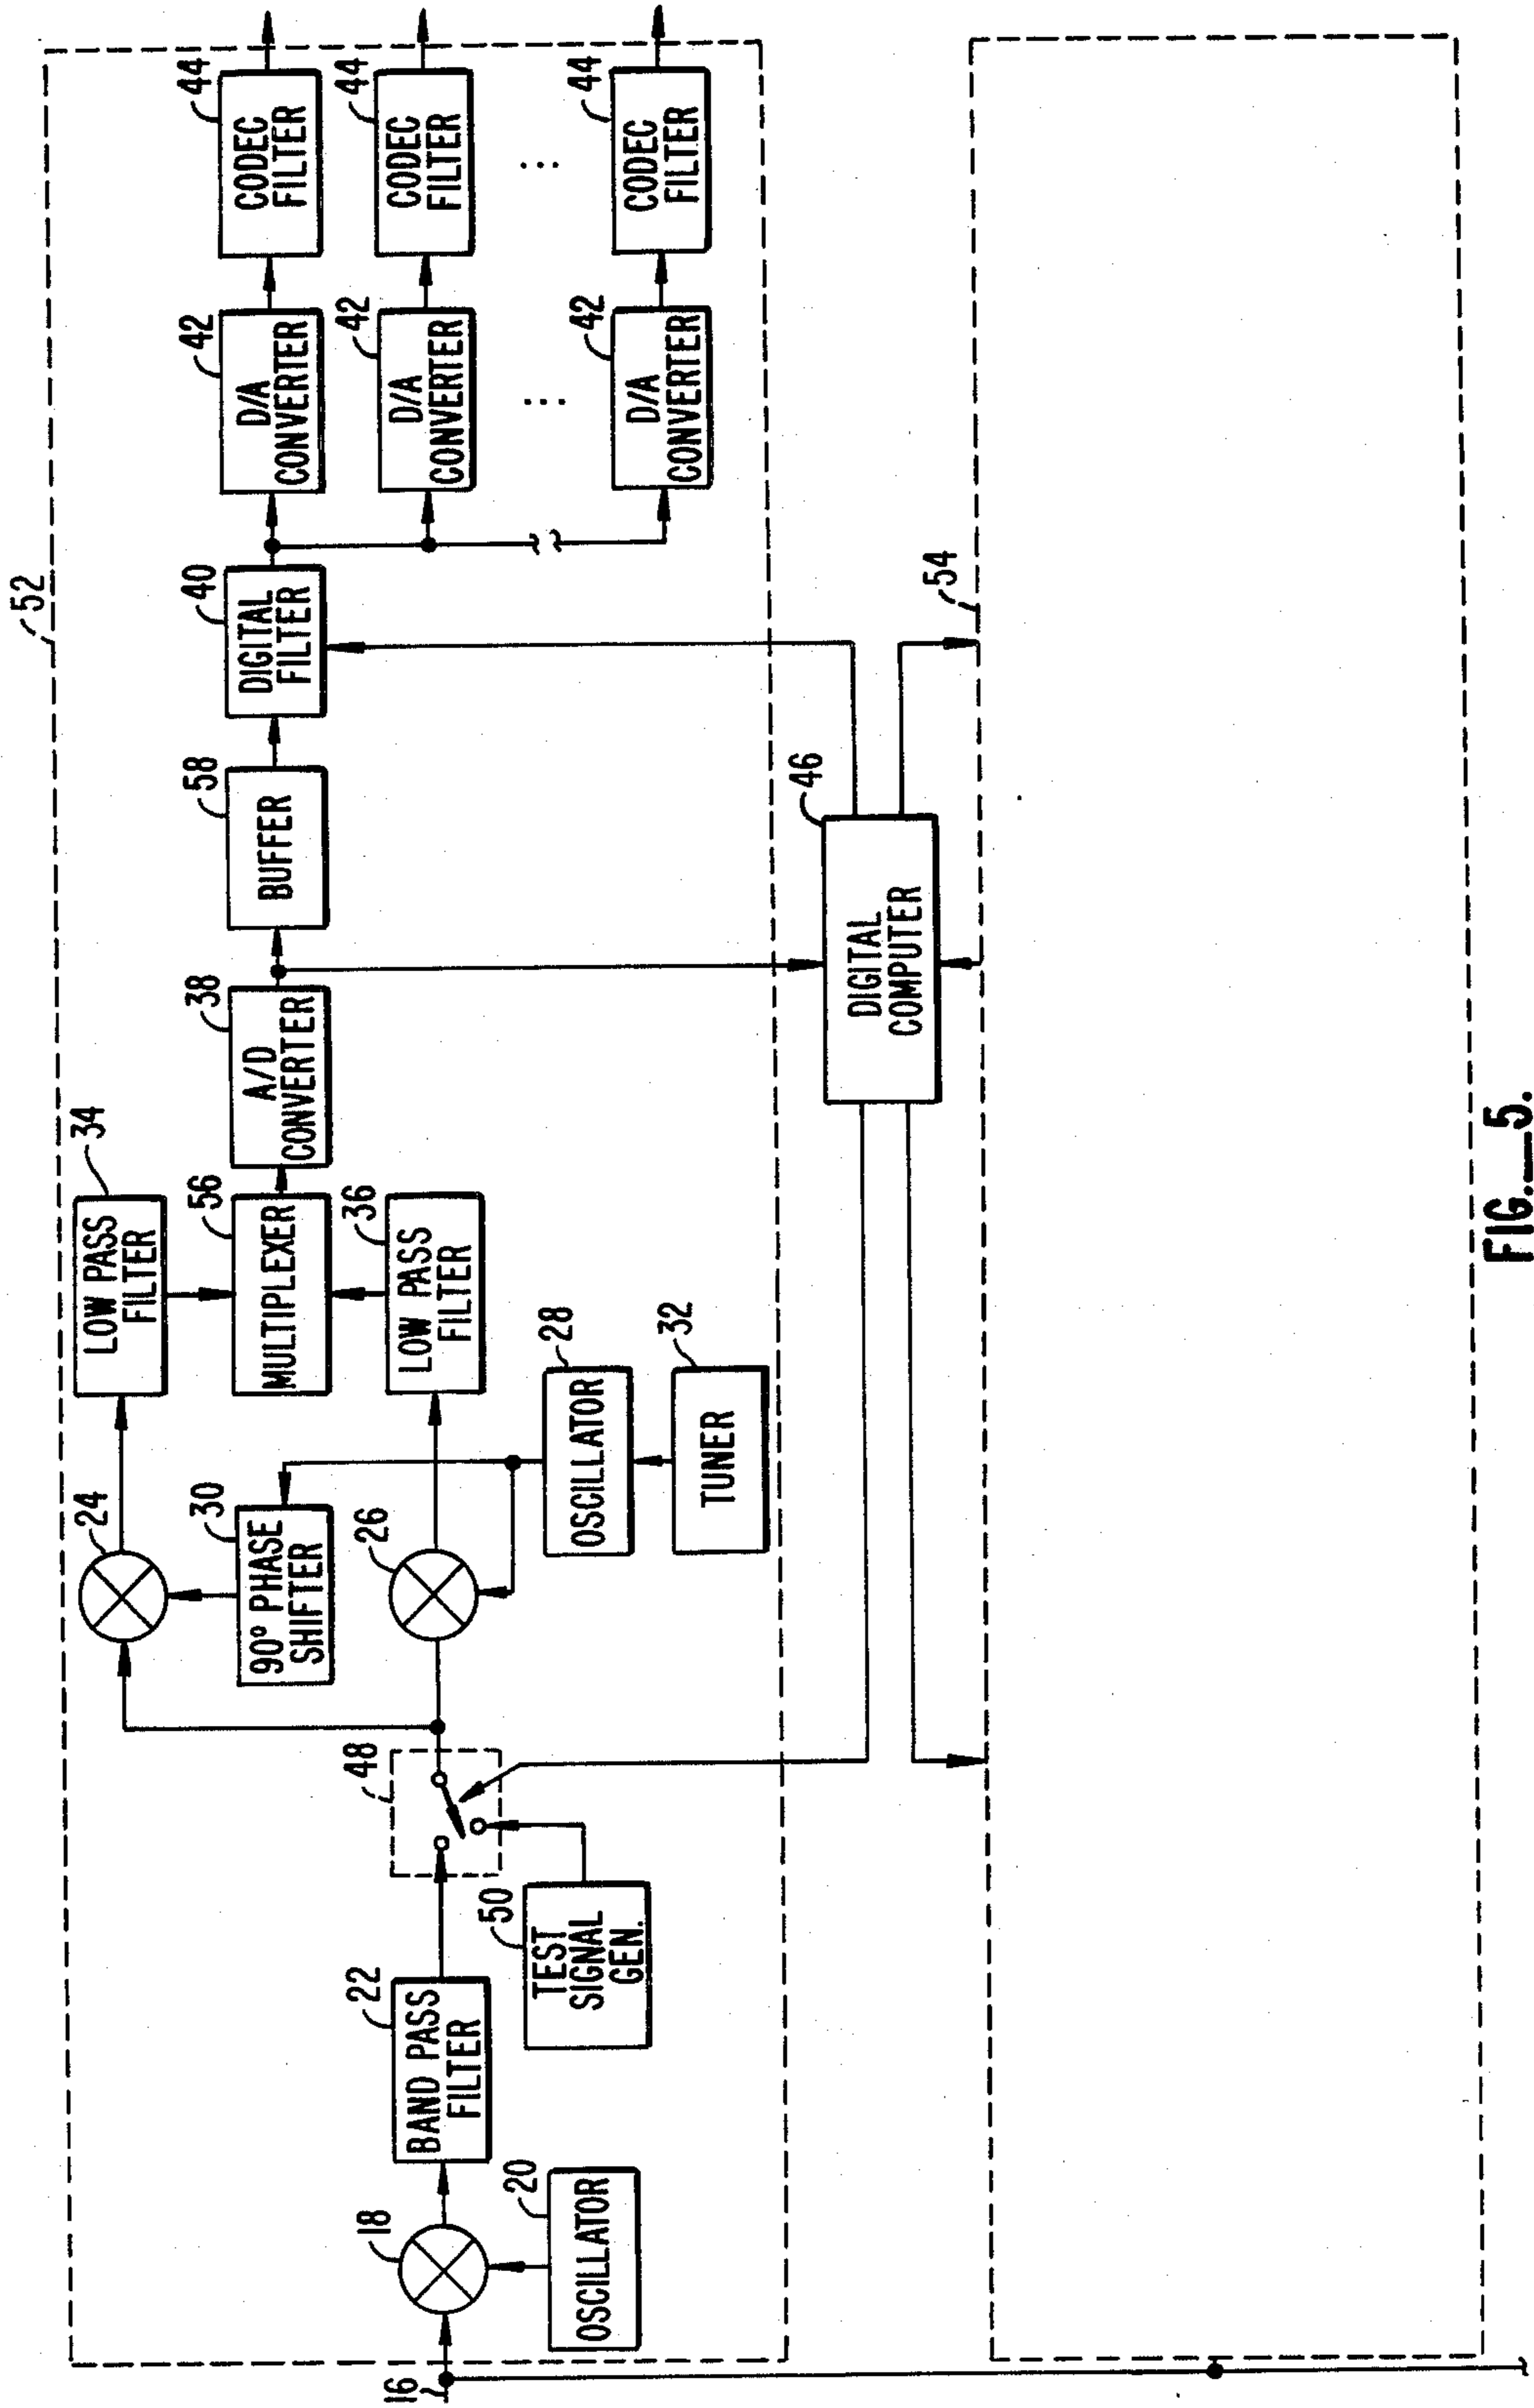 52
34
LOW PASS
FILTER
24
30
90° PHASE
SHIFTER
56
MULTIPLEXER
38
A/D
CONVERTER
58
BUFFER
40
DIGITAL
FILTER
42
D/A
CONVERTER
44
CODEC
FILTER
42
D/A
CONVERTER
44
CODEC
FILTER
42
D/A
CONVERTER
44
CODEC
FILTER
16
18
20
OSCILLATOR
22
BAND PASS
FILTER
48
50
TEST
SIGNAL
GEN.
26
36
LOW PASS
FILTER
28
OSCILLATOR
32
TUNER
46
DIGITAL
COMPUTER
54
FIG.__5.